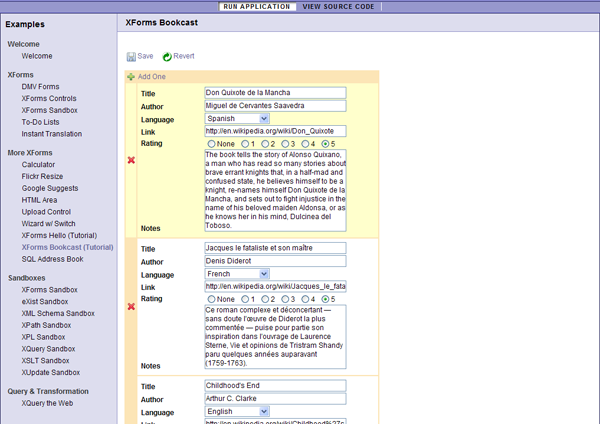 RUN APPLICATION VIEW SOURCE CODE
Examples
Welcome
Welcome
XForms
DMV Forms
XForms Controls
XForms Sandbox
To-Do Lists
Instant Translation
More XForms
Calculator
Flickr Resize
Google Suggests
HTML Area
Upload Control
Wizard w/ Switch
XForms Hello (Tutorial)
XForms Bookcast (Tutorial)
SQL Address Book
Sandboxes
XForms Sandbox
eXist Sandbox
XML Schema Sandbox
XPath Sandbox
XPL Sandbox
XQuery Sandbox
XSLT Sandbox
XUpdate Sandbox
Query & Transformation
XQuery the Web
XForms Bookcast
Save Revert
Add One
Title Don Quixote de la Mancha
Author Miguel de Cervantes Saavedra
Language Spanish
Link http://en.wikipedia.org/wiki/Don_Quixote
Rating None 1 2 3 4 5
The book tells the story of Alonso Quixano,
a man who has read so many stories about
brave errant knights that, in a half-mad and
confused state, he believes himself to be a
knight, re-names himself Don Quixote de la
Mancha, and sets out to fight injustice in the
name of his beloved maiden Aldonsa, or as
he knows her in his mind, Dulcinea del
Toboso.
Notes
Title Jacques le fataliste et son maître
Author Denis Diderot
Language French
Link http://en.wikipedia.org/wiki/Jacques_le_fata
Rating None 1 2 3 4 5
Ce roman complexe et déconcertant —
sans doute l'œuvre de Diderot la plus
commentée — puise pour partie son
inspiration dans l'ouvrage de Laurence
Sterne, Vie et opinions de Tristram Shandy
paru quelques années auparavant
(1759-1763).
Notes
Title Childhood's End
Author Arthur C. Clarke
Language English
Link http://en.wikipedia.org/wiki/Childhood%27s